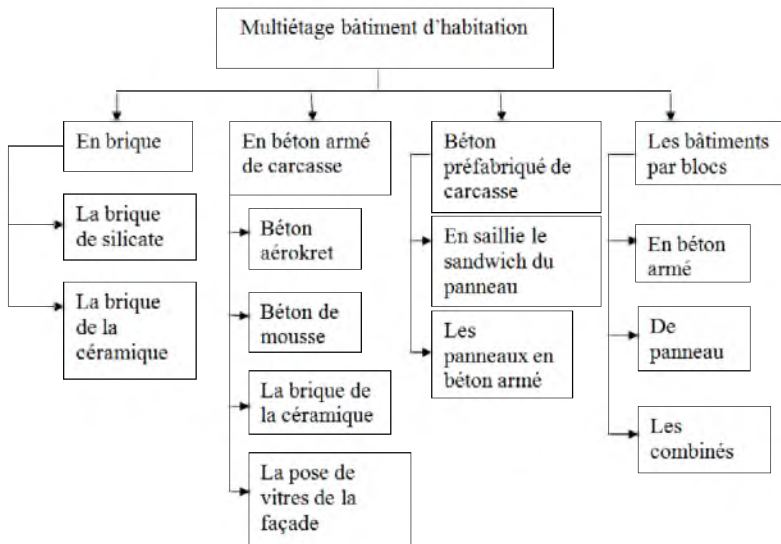 Multiétage bâtiment d'habitation
En brique
La brique
de silicate
La brique
de la
céramique
En béton armé
de carcasse
Béton
aérokret
Béton de
mousse
La brique de
la céramique
La pose de
vitres de la
façade
Béton
préfabriqué de
carcasse
En saillie le
sandwich du
panneau
Les
panneaux en
béton armé
Les bâtiments
par blocs
En béton
armé
De
panneau
Les
combinés